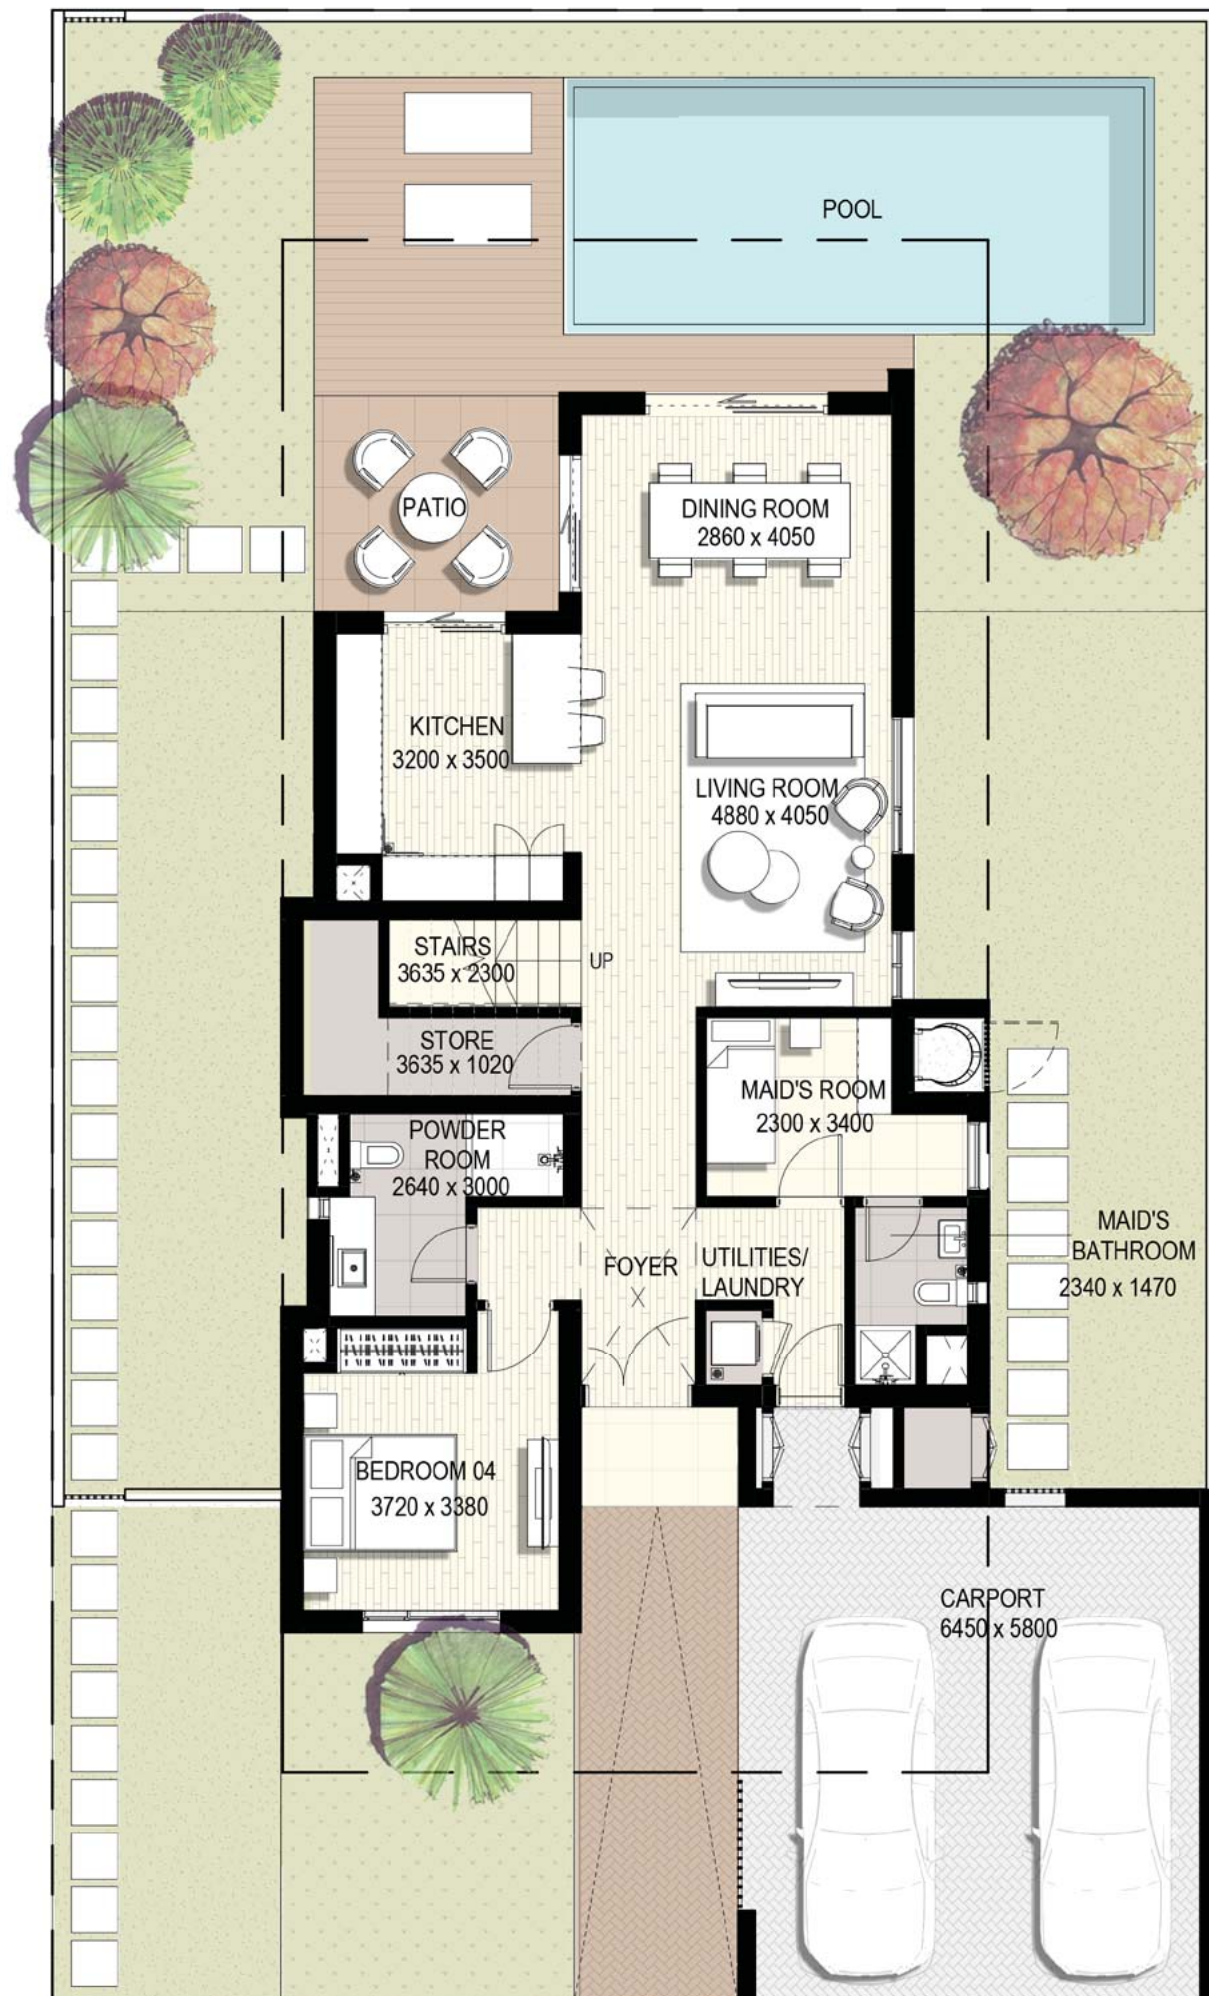 POOL
PATIO
DINING ROOM
2860 x 4050
KITCHEN
3200 x 3500
LIVING ROOM
4880 x 4050
STAIRS
3635 x 2300
UP
STORE
3635 x 1020
MAID'S ROOM
2300 x 3400
POWDER
ROOM
2640 x 3000
MAID'S
BATHROOM
2340 x 1470
FOYER
UTILITIES/
LAUNDRY
BEDROOM 04
3720 x 3380
CARPORT
6450 x 5800